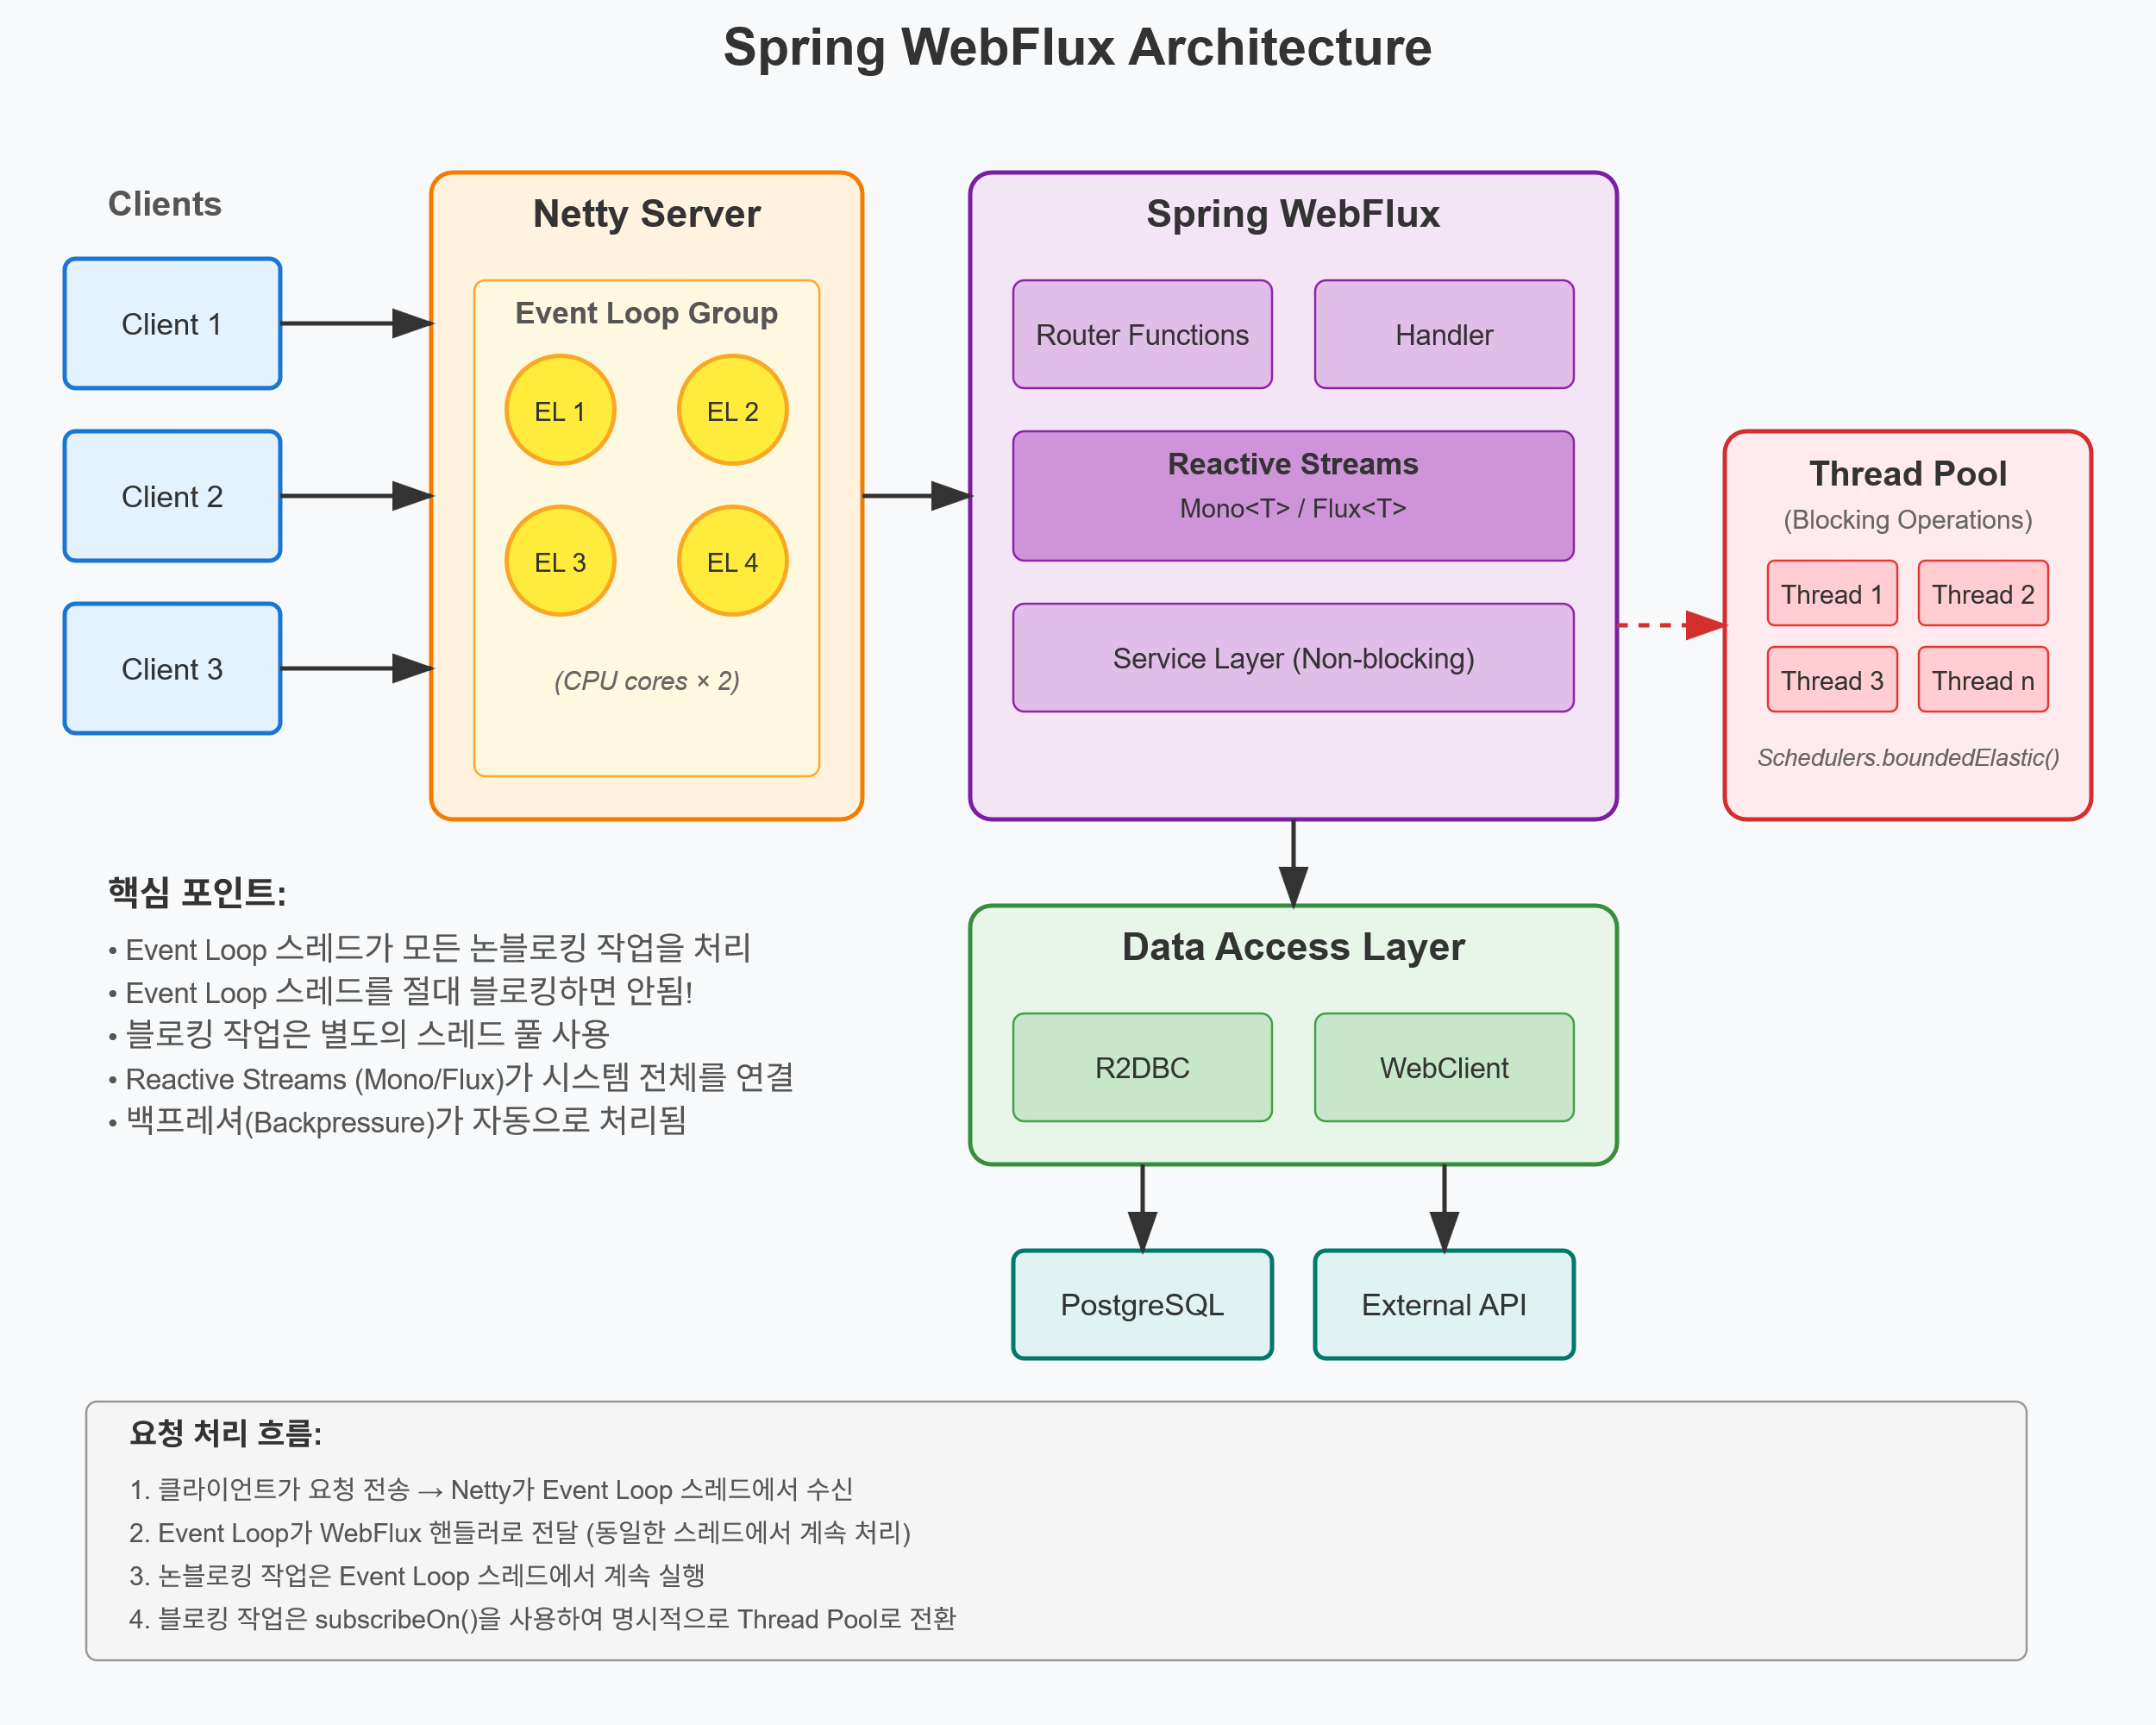 Spring WebFlux Architecture
Clients
Client 1
Client 2
Client 3
Netty Server
Event Loop Group
EL 1
EL 2
EL 3
EL 4
(CPU cores × 2)
Spring WebFlux
Router Functions
Handler
Reactive Streams
Mono<T> / Flux<T>
Service Layer (Non-blocking)
Thread Pool
(Blocking Operations)
Thread 1
Thread 2
Thread 3
Thread n
Schedulers.boundedElastic()
핵심 포인트:
• Event Loop 스레드가 모든 논블로킹 작업을 처리
• Event Loop 스레드를 절대 블로킹하면 안됨!
• 블로킹 작업은 별도의 스레드 풀 사용
• Reactive Streams (Mono/Flux)가 시스템 전체를 연결
• 백프레셔(Backpressure)가 자동으로 처리됨
Data Access Layer
R2DBC
WebClient
PostgreSQL
External API
요청 처리 흐름:
1. 클라이언트가 요청 전송 → Netty가 Event Loop 스레드에서 수신
2. Event Loop가 WebFlux 핸들러로 전달 (동일한 스레드에서 계속 처리)
3. 논블로킹 작업은 Event Loop 스레드에서 계속 실행
4. 블로킹 작업은 subscribeOn()을 사용하여 명시적으로 Thread Pool로 전환